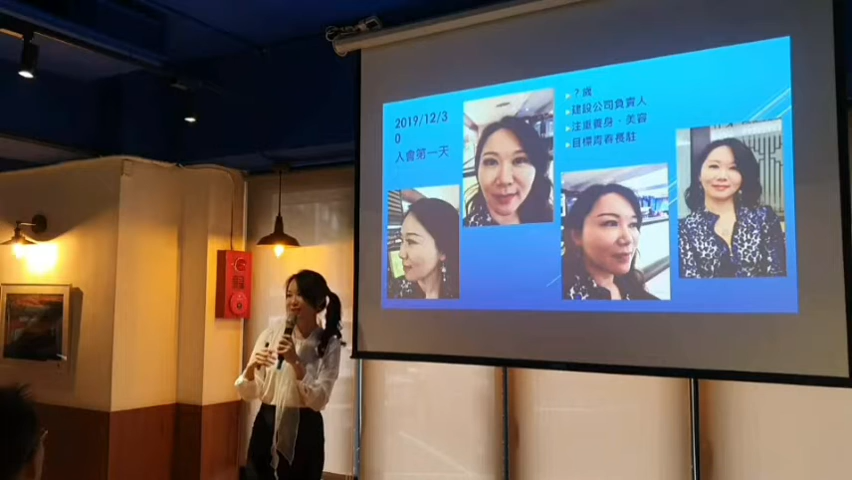 2019/12/3
0
入會第一天
？歲
建設公司負責人
注重養身、美容
目標青春長駐